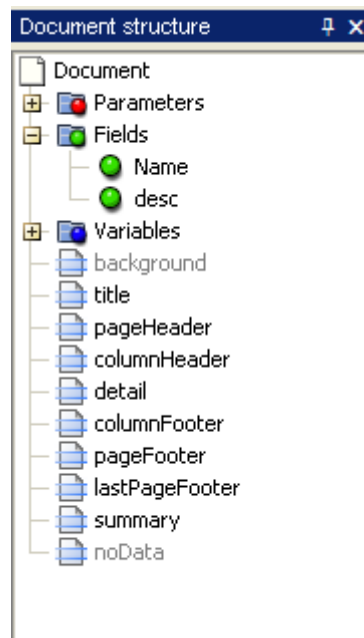 Document structure
Document
Parameters
Fields
Name
desc
Variables
background
title
pageHeader
columnHeader
detail
columnFooter
pageFooter
lastPageFooter
summary
noData